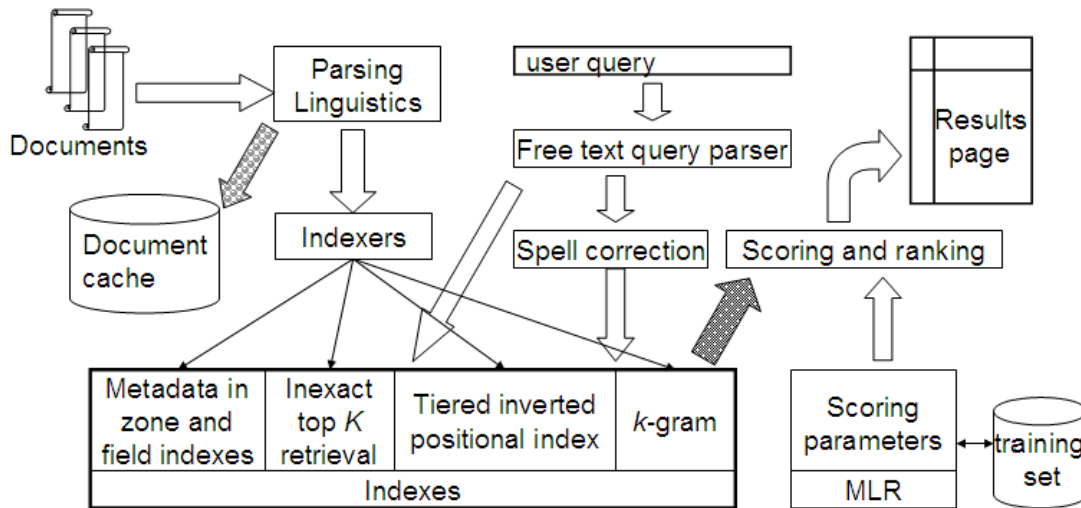 Documents
Parsing
Linguistics
user query
Results
page
Free text query parser
Document
cache
Indexers
Spell correction
Scoring and ranking
Metadata in
zone and
field indexes
Inexact
top K
retrieval
Tiered inverted
positional index
k-gram
Indexes
Scoring
parameters
MLR
training
set